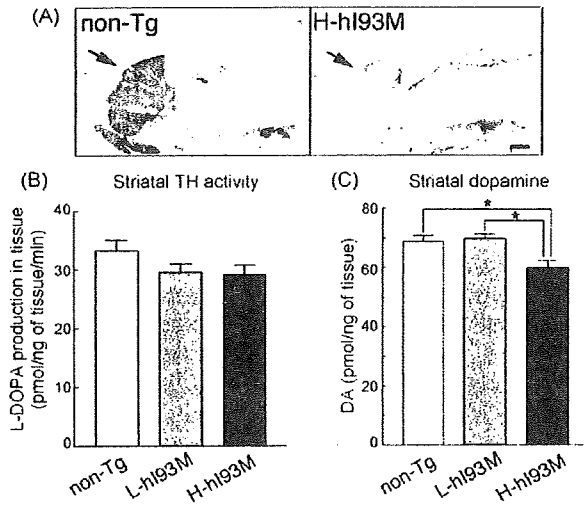 (A)
non-Tg
H-hI93M
(B)
Striatal TH activity
L-DOPA production in tissue
(pmol/ng of tissue/min)
40
30
20
10
0
non-Tg
L-hI93M
H-hI93M
(C)
Striatal dopamine
DA (pmol/ng of tissue)
80
60
40
20
0
*
*
non-Tg
L-hI93M
H-hI93M